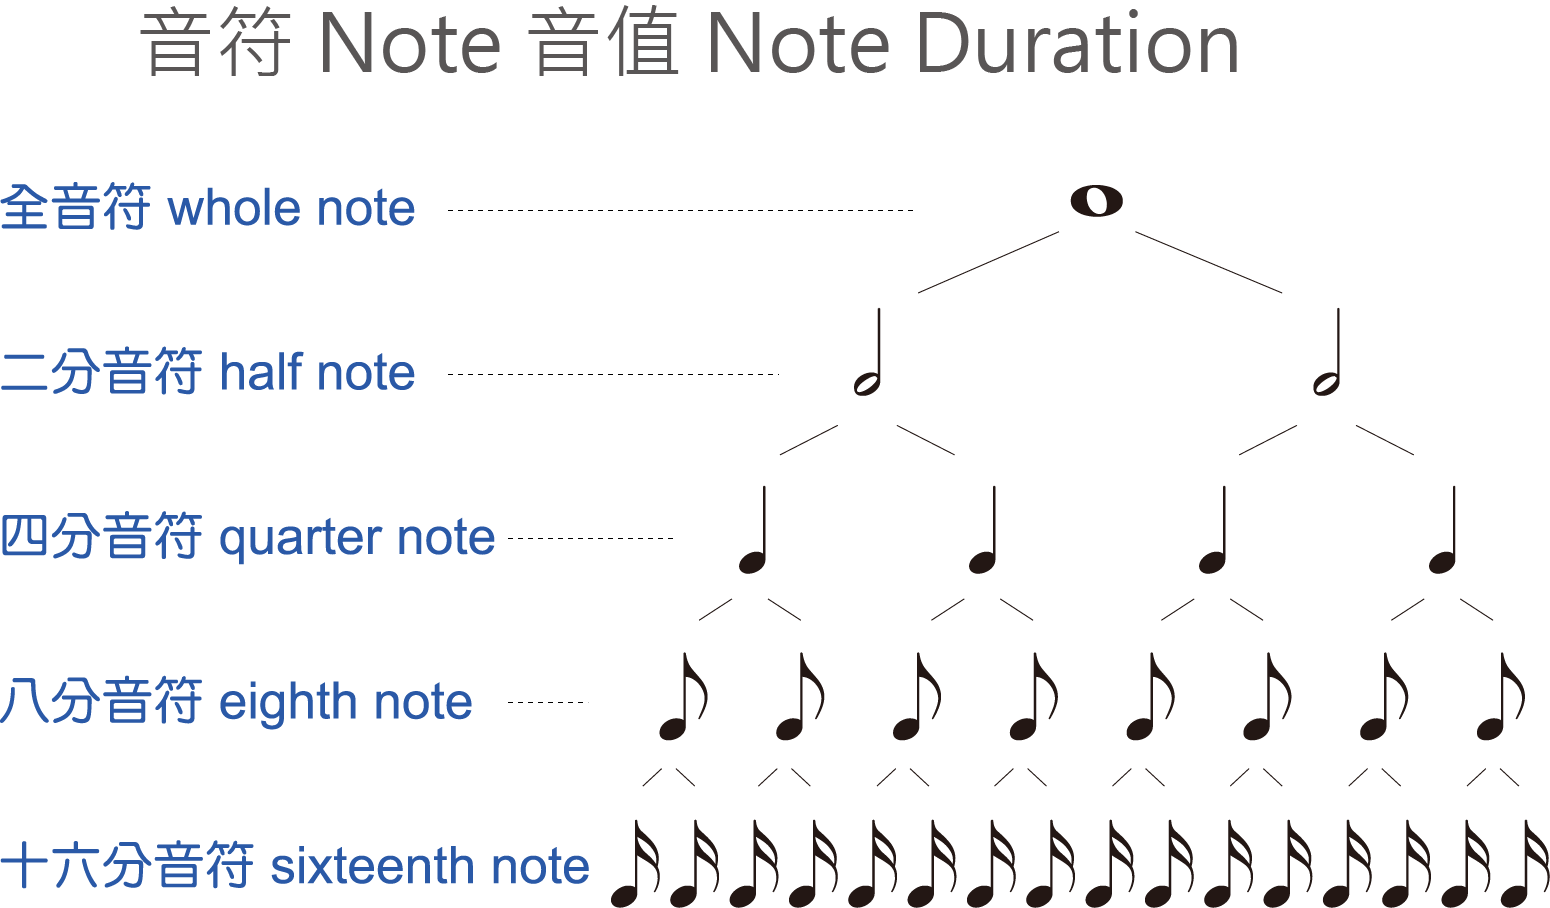 音符 Note 音值 Note Duration
全音符 whole note
二分音符 half note
四分音符 quarter note
八分音符 eighth note
十六分音符 sixteenth note